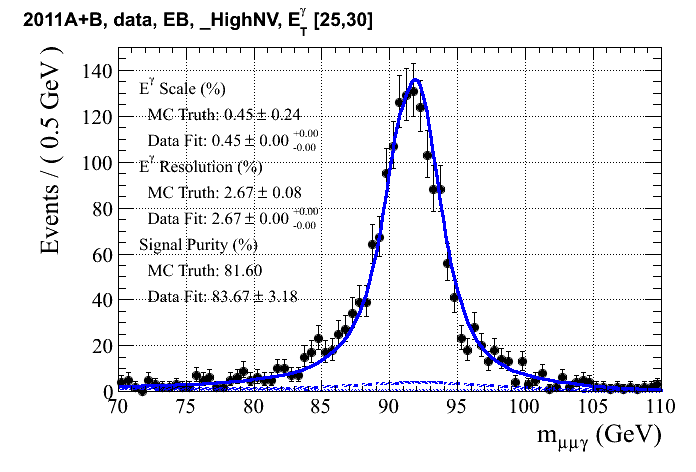 2011A+B, data, EB, _HighNV, E_T^γ [25,30]
Events / ( 0.5 GeV )
140
120
100
80
60
40
20
0
E^γ Scale (%)
MC Truth: 0.45 ± 0.24
Data Fit: 0.45 ± 0.00 +0.00 -0.00
E^γ Resolution (%)
MC Truth: 2.67 ± 0.08
Data Fit: 2.67 ± 0.00 +0.00 -0.00
Signal Purity (%)
MC Truth: 81.60
Data Fit: 83.67 ± 3.18
70 75 80 85 90 95 100 105 110
m_μμγ (GeV)